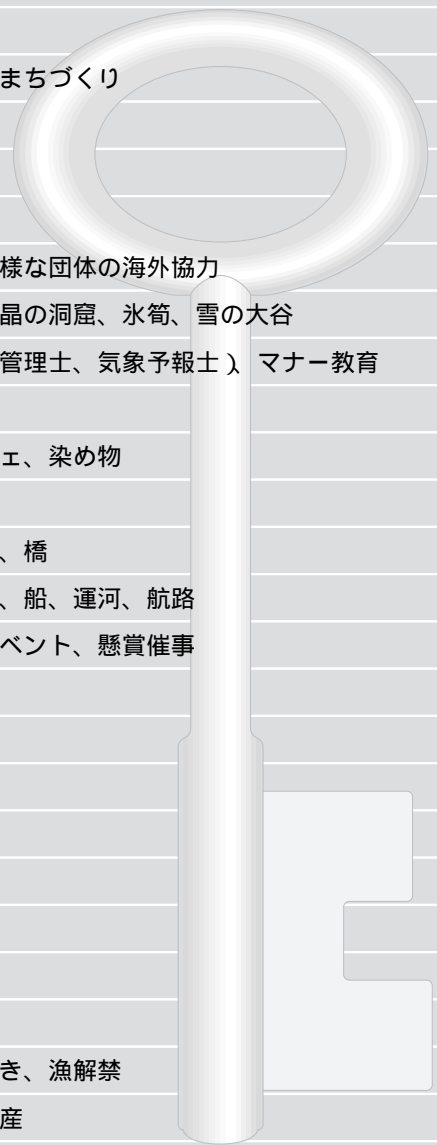 まちづくり
様な団体の海外協力
晶の洞窟、氷筍、雪の大谷
管理士、気象予報士)、マナー教育
ェ、染め物
、橋
、船、運河、航路
ベント、懸賞催事
き、漁解禁
産